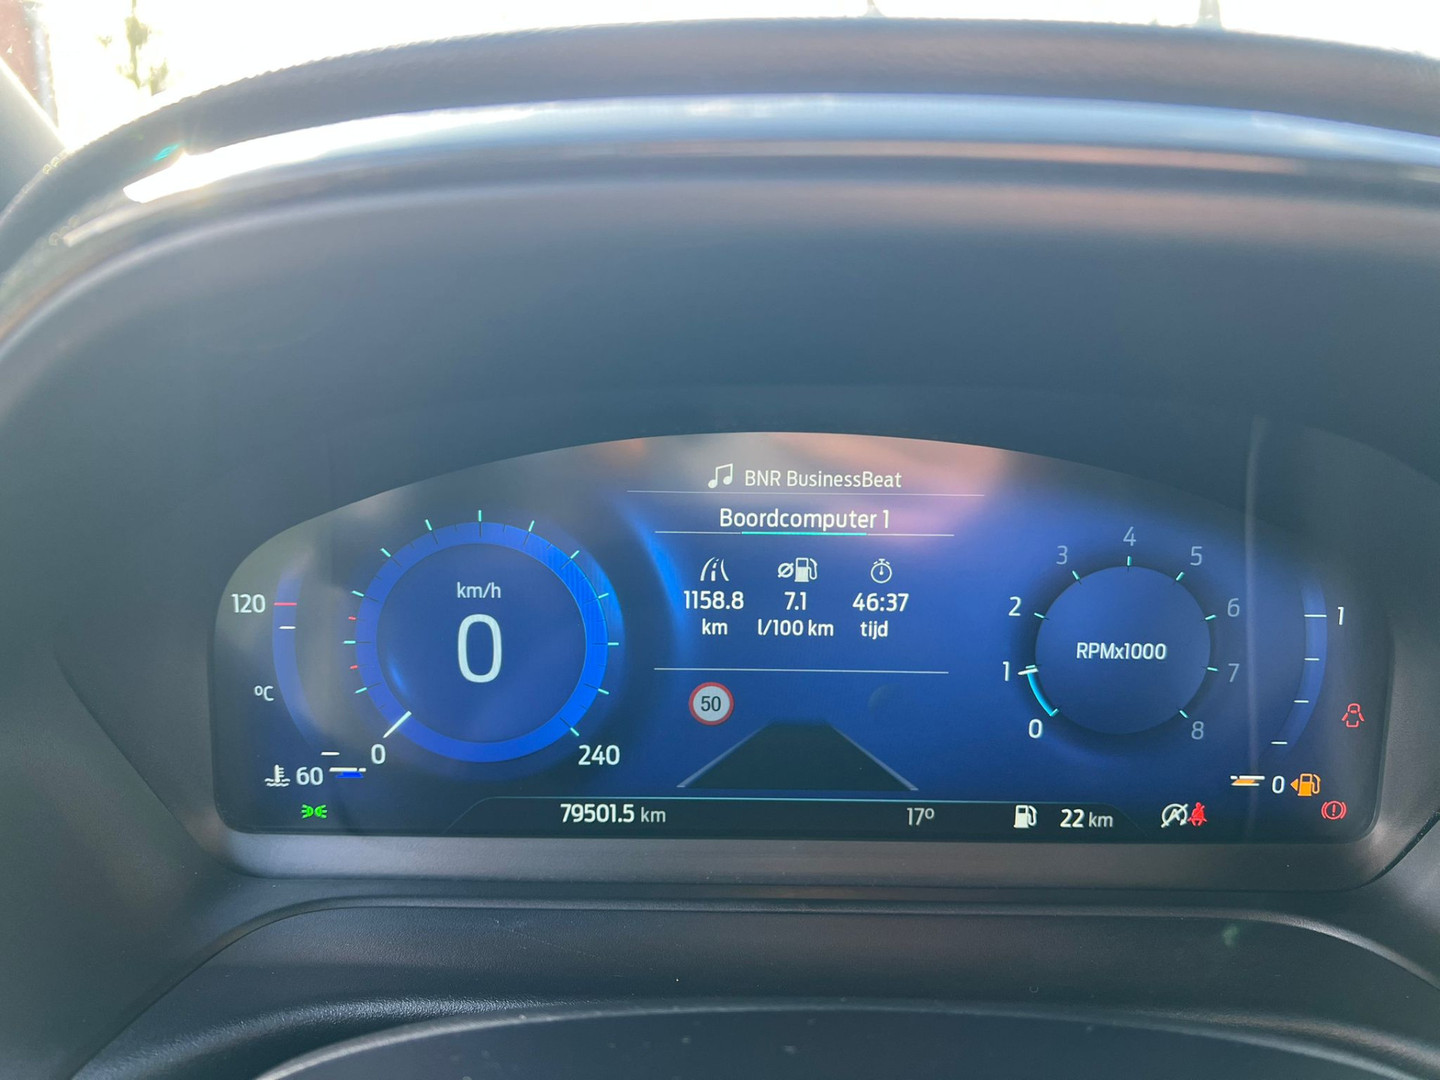 BNR BusinessBeat
Boordcomputer 1
1158.8 7.1 46:37
km l/100 km tijd
50
120
°C
60
km/h
0
0 240
0 1 2 3 4 5 6 7 8
RPMx1000
1
0
79501.5 km 17° 22 km